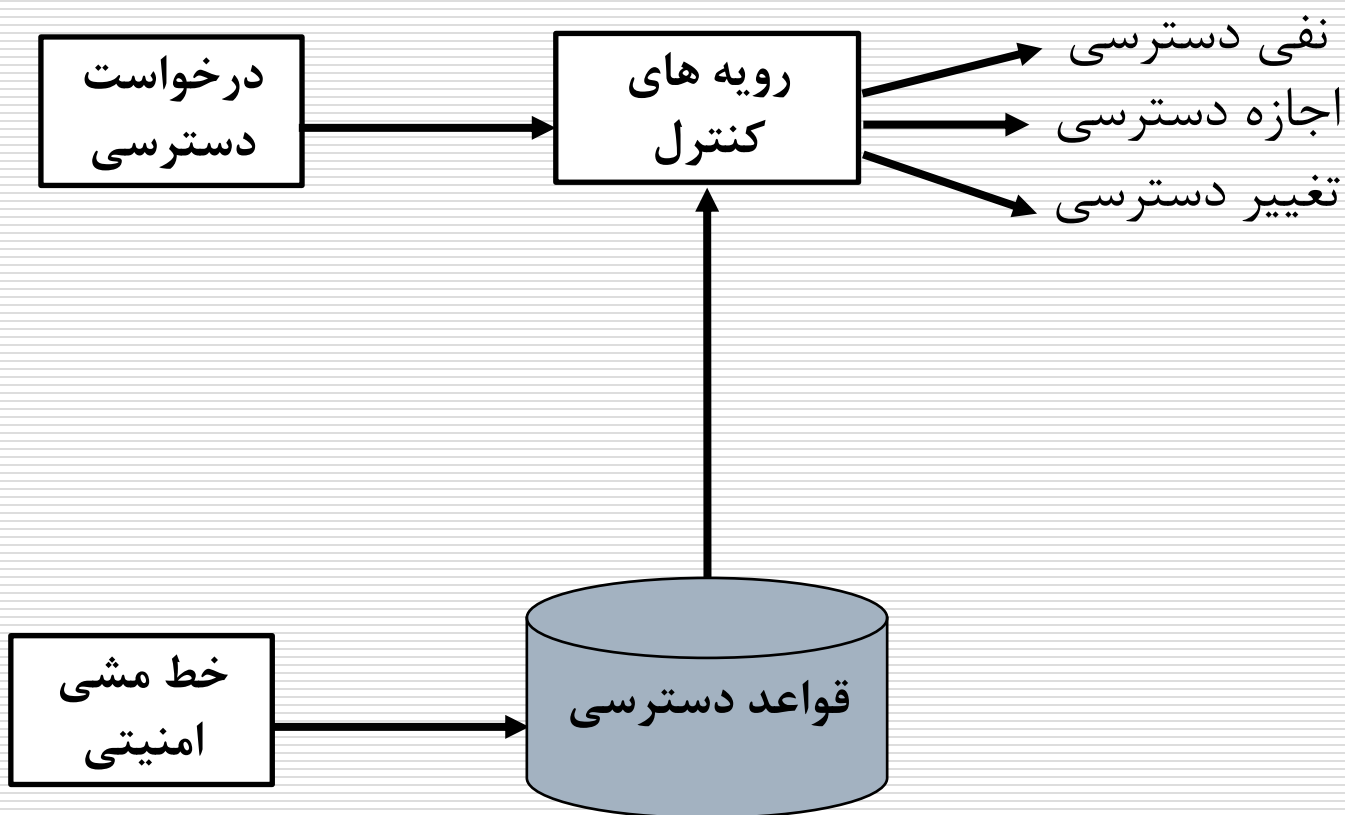 درخواست
دسترسی
رویه های
کنترل
نفی دسترسی
اجازه دسترسی
تغییر دسترسی
خط مشی
امنیتی
قواعد دسترسی